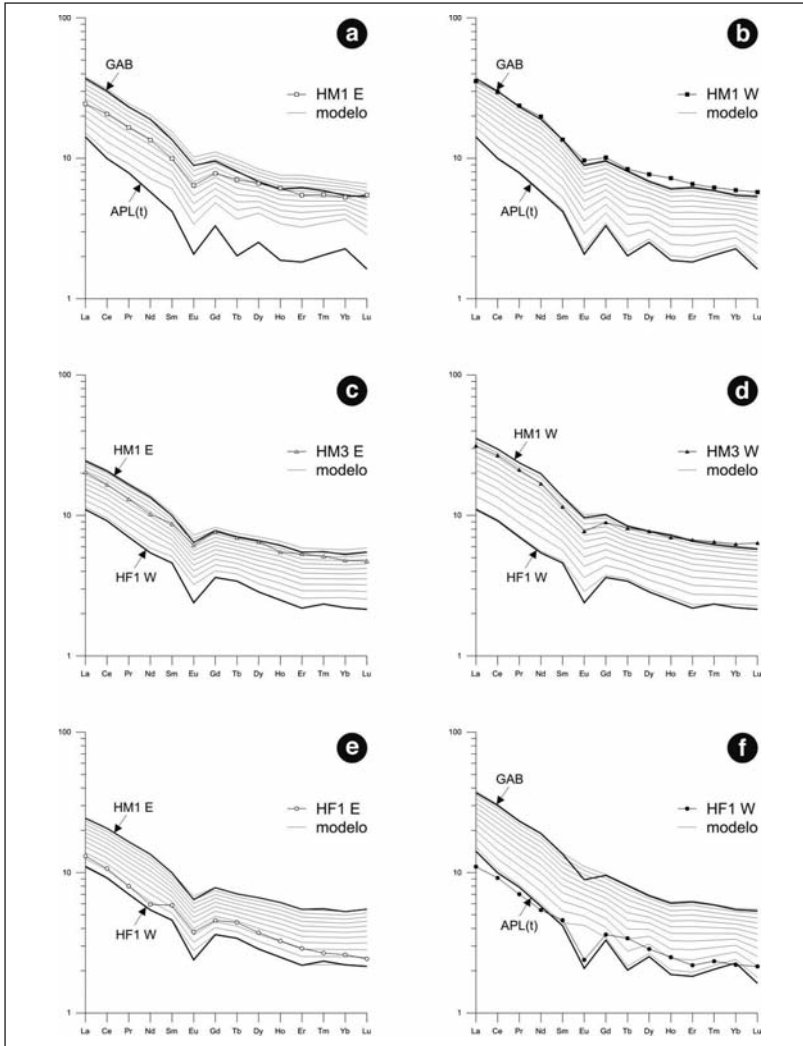 100
a
GAB
HM1 E
modelo
10
APL(t)
1
La Ce Pr Nd Sm Eu Gd Tb Dy Ho Er Tm Yb Lu
100
b
GAB
HM1 W
modelo
10
APL(t)
1
La Ce Pr Nd Sm Eu Gd Tb Dy Ho Er Tm Yb Lu
100
c
HM3 E
modelo
HM1 E
10
HF1 W
1
La Ce Pr Nd Sm Eu Gd Tb Dy Ho Er Tm Yb Lu
100
d
HM3 W
modelo
HM1 W
10
HF1 W
1
La Ce Pr Nd Sm Eu Gd Tb Dy Ho Er Tm Yb Lu
100
e
HF1 E
modelo
HM1 E
10
HF1 W
1
La Ce Pr Nd Sm Eu Gd Tb Dy Ho Er Tm Yb Lu
100
f
GAB
HF1 W
modelo
10
APL(t)
1
La Ce Pr Nd Sm Eu Gd Tb Dy Ho Er Tm Yb Lu